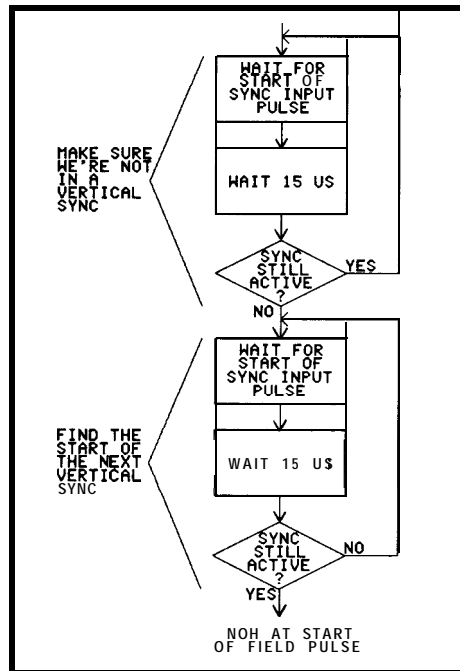 WAIT FOR
START OF
SYNC INPUT
PULSE
MAKE SURE
WE'RE NOT
IN A
VERTICAL
SYNC
WAIT 15 US
SYNC
STILL
ACTIVE
?
YES
NO
WAIT FOR
START OF
SYNC INPUT
PULSE
FIND THE
START OF
THE NEXT
VERTICAL
SYNC
WAIT 15 US
SYNC
STILL
ACTIVE
?
NO
YES
NOH AT START
OF FIELD PULSE